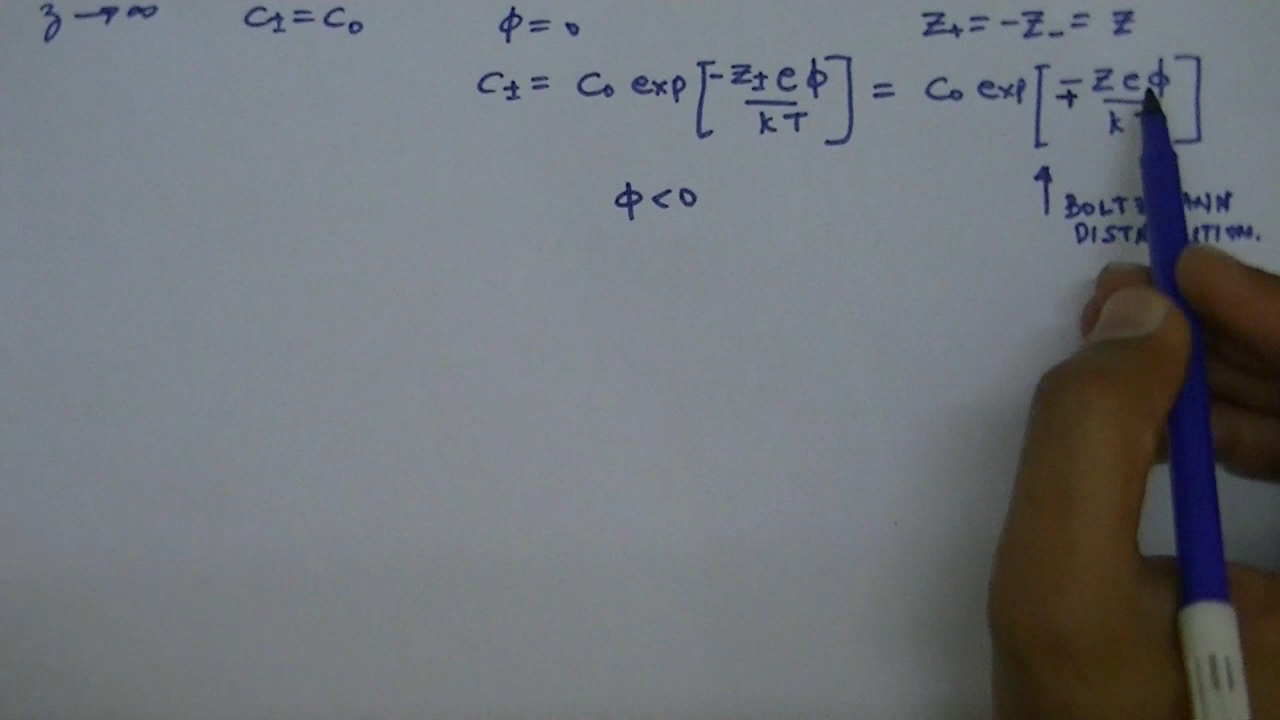 z → ∞ C± = C₀ ϕ = 0 Z₊ = -Z₋ = Z
C± = C₀ exp[-Z±eϕ/kT] = C₀ exp[∓Zeϕ/kT]
ϕ < 0
↑ BOLTZMANN
DISTRIBUTION.